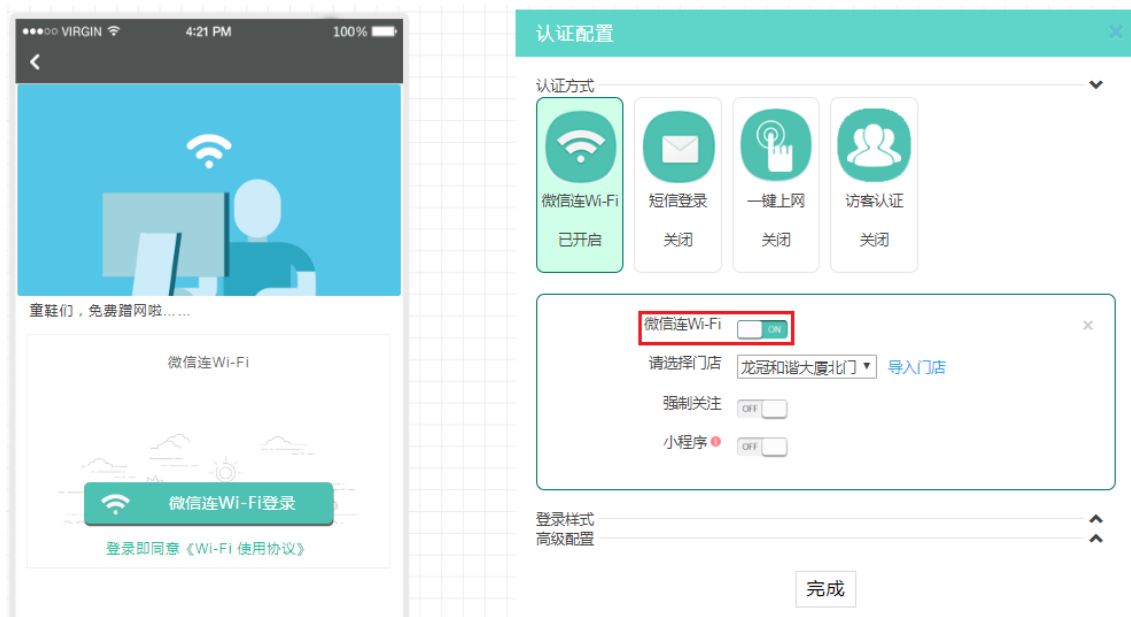 VIRGIN
4:21 PM
100%
童鞋们，免费蹭网啦……
微信连Wi-Fi
微信连Wi-Fi登录
登录即同意《Wi-Fi 使用协议》
认证配置
认证方式
微信连Wi-Fi
已开启
短信登录
关闭
一键上网
关闭
访客认证
关闭
微信连Wi-Fi
ON
请选择门店
龙冠和谐大厦北门
导入门店
强制关注
OFF
小程序
OFF
登录样式
高级配置
完成